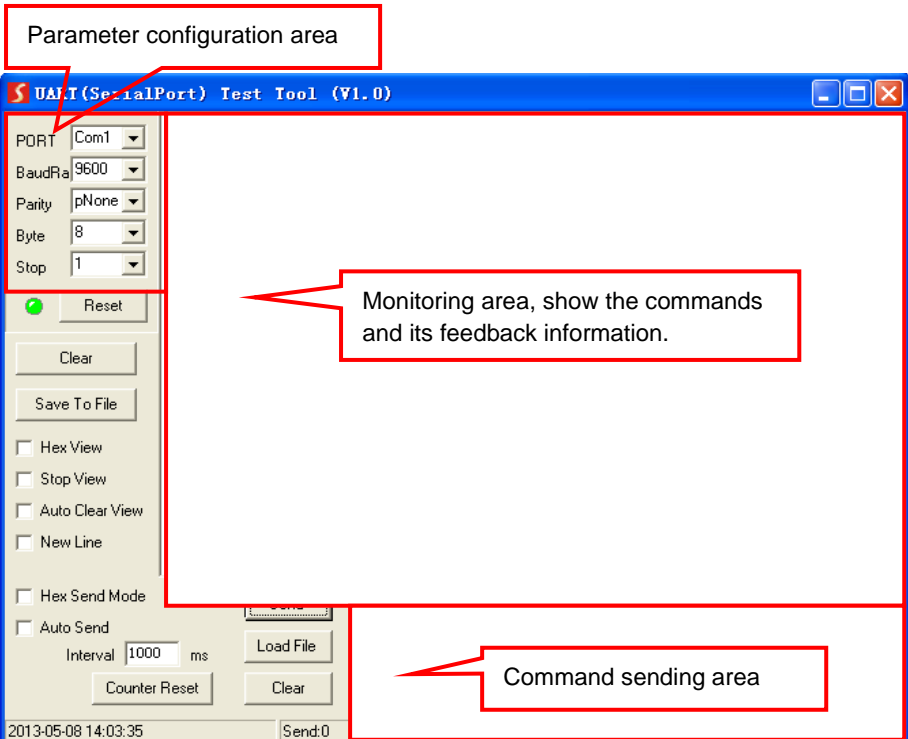 Parameter configuration area
UART(SerialPort) Test Tool (V1.0)
PORT Com1
BaudRa 9600
Parity pNone
Byte 8
Stop 1
Reset
Monitoring area, show the commands
and its feedback information.
Clear
Save To File
Hex View
Stop View
Auto Clear View
New Line
Hex Send Mode
Send
Auto Send
Interval 1000 ms
Load File
Counter Reset
Clear
Command sending area
2013-05-08 14:03:35
Send:0